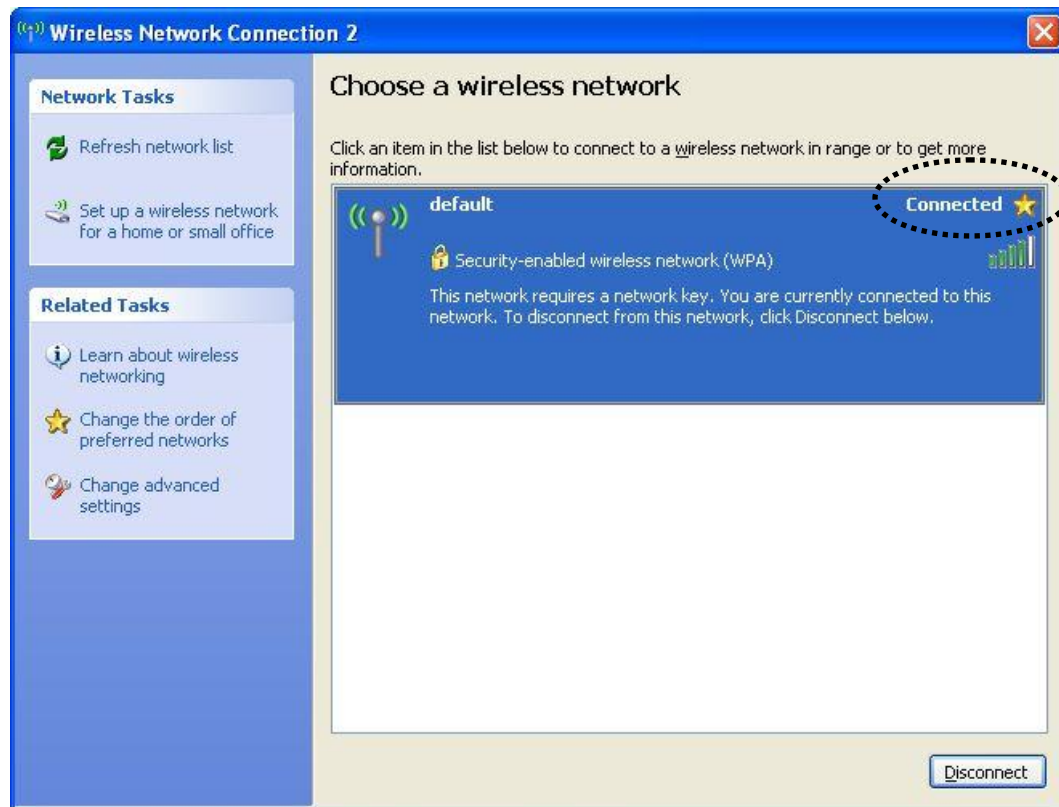 Wireless Network Connection 2
Network Tasks
Refresh network list
Set up a wireless network
for a home or small office
Related Tasks
Learn about wireless
networking
Change the order of
preferred networks
Change advanced
settings
Choose a wireless network
Click an item in the list below to connect to a wireless network in range or to get more
information.
default
Connected
Security-enabled wireless network (WPA)
This network requires a network key. You are currently connected to this
network. To disconnect from this network, click Disconnect below.
Disconnect